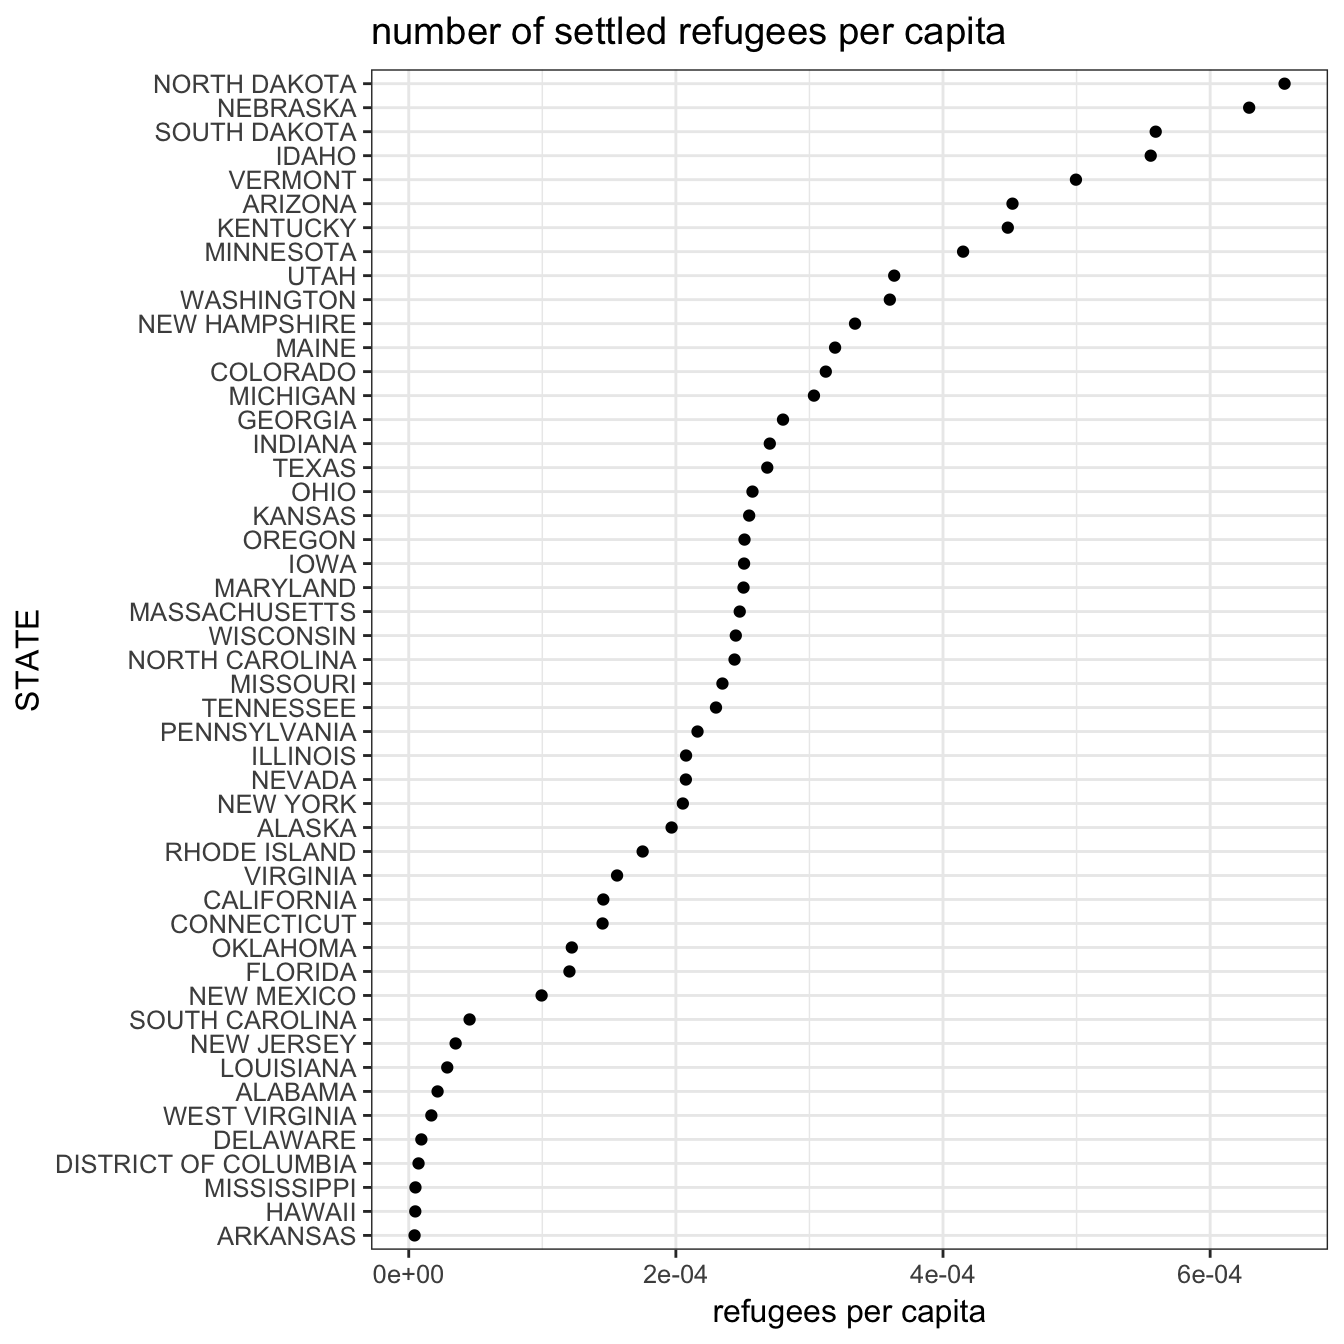 number of settled refugees per capita
NORTH DAKOTA
NEBRASKA
SOUTH DAKOTA
IDAHO
VERMONT
ARIZONA
KENTUCKY
MINNESOTA
UTAH
WASHINGTON
NEW HAMPSHIRE
MAINE
COLORADO
MICHIGAN
GEORGIA
INDIANA
TEXAS
OHIO
KANSAS
OREGON
IOWA
MARYLAND
MASSACHUSETTS
WISCONSIN
NORTH CAROLINA
MISSOURI
TENNESSEE
PENNSYLVANIA
ILLINOIS
NEVADA
NEW YORK
ALASKA
RHODE ISLAND
VIRGINIA
CALIFORNIA
CONNECTICUT
OKLAHOMA
FLORIDA
NEW MEXICO
SOUTH CAROLINA
NEW JERSEY
LOUISIANA
ALABAMA
WEST VIRGINIA
DELAWARE
DISTRICT OF COLUMBIA
MISSISSIPPI
HAWAII
ARKANSAS
STATE
0e+00 2e-04 4e-04 6e-04
refugees per capita